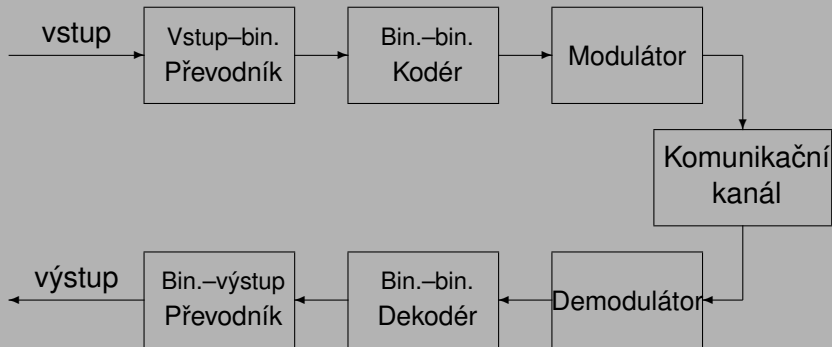 vstup
Vstup–bin.
Převodník
Bin.–bin.
Kodér
Modulátor
Komunikační
kanál
výstup
Bin.–výstup
Převodník
Bin.–bin.
Dekodér
Demodulátor